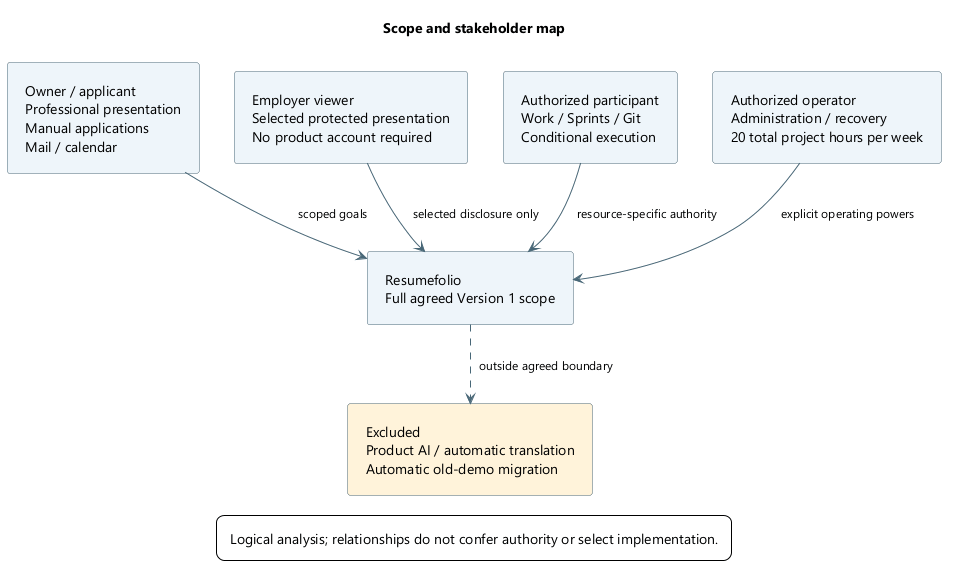 Scope and stakeholder map
Owner / applicant
Professional presentation
Manual applications
Mail / calendar
Employer viewer
Selected protected presentation
No product account required
Authorized participant
Work / Sprints / Git
Conditional execution
Authorized operator
Administration / recovery
20 total project hours per week
scoped goals
selected disclosure only
resource-specific authority
explicit operating powers
Resumefolio
Full agreed Version 1 scope
outside agreed boundary
Excluded
Product AI / automatic translation
Automatic old-demo migration
Logical analysis; relationships do not confer authority or select implementation.